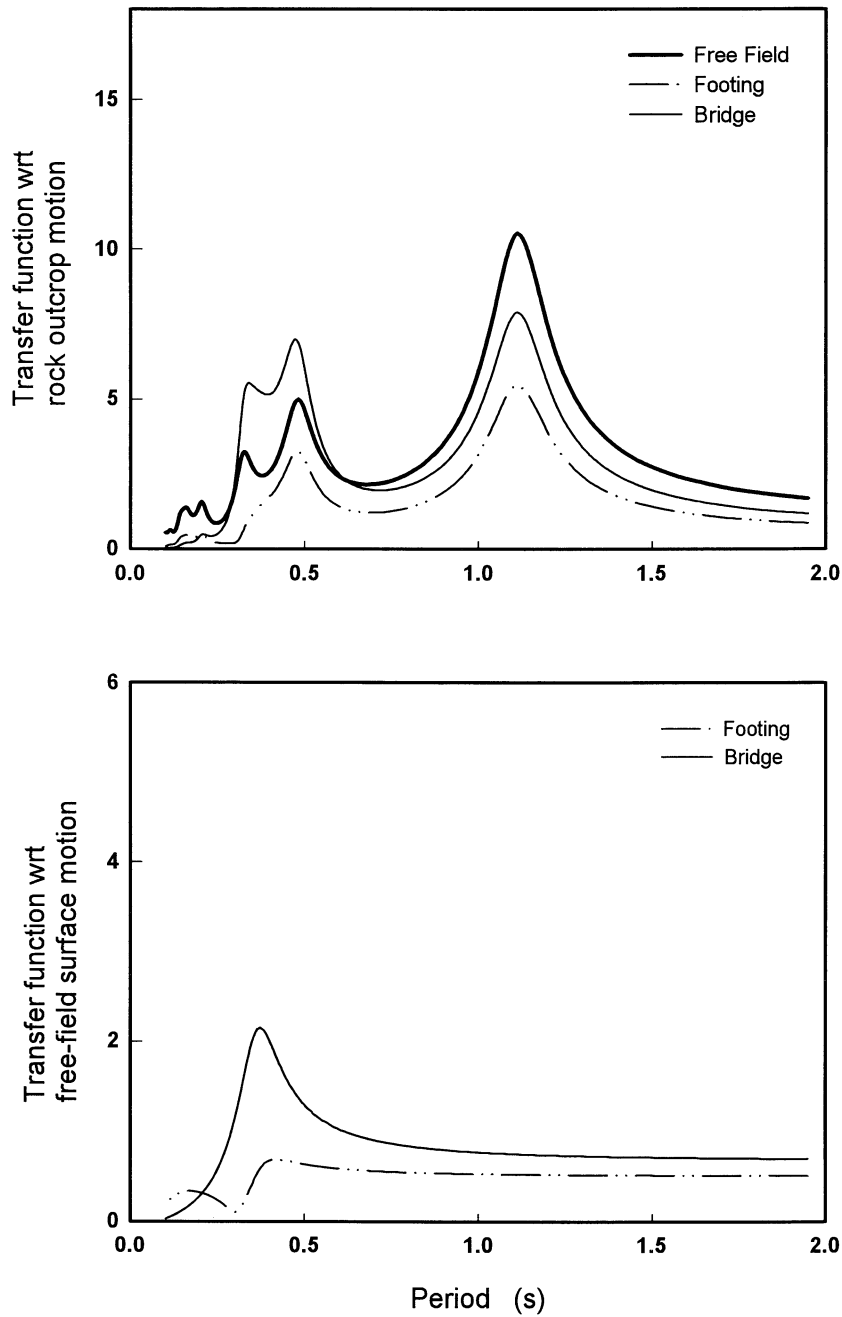 Transfer function wrt
rock outcrop motion
15
10
5
0
Free Field
Footing
Bridge
0.0 0.5 1.0 1.5 2.0
Transfer function wrt
free-field surface motion
6
4
2
0
Footing
Bridge
0.0 0.5 1.0 1.5 2.0
Period (s)